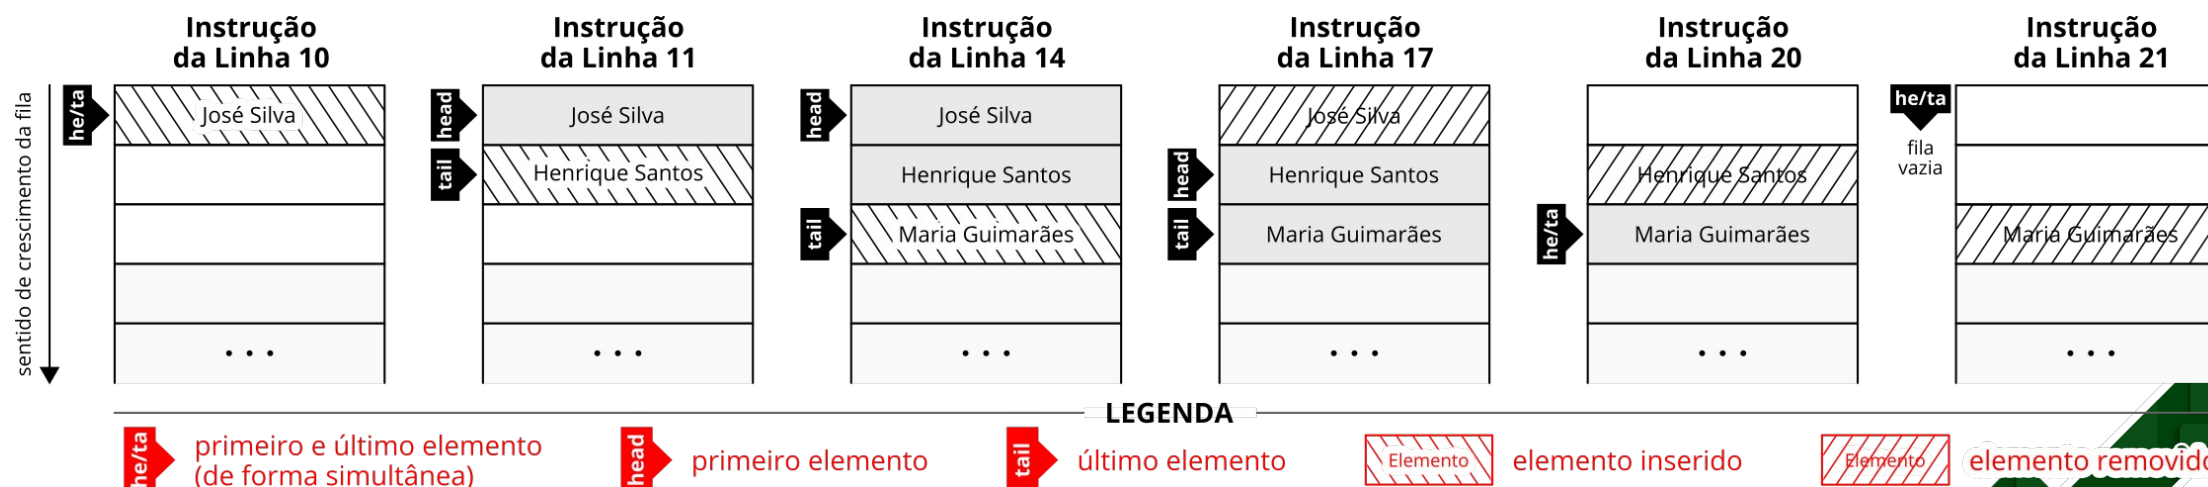 Instrução
da Linha 10
Instrução
da Linha 11
Instrução
da Linha 14
Instrução
da Linha 17
Instrução
da Linha 20
Instrução
da Linha 21
sentido de crescimento da fila
he/ta
José Silva
• • •
head
tail
José Silva
Henrique Santos
• • •
head
tail
José Silva
Henrique Santos
Maria Guimarães
• • •
head
tail
José Silva
Henrique Santos
Maria Guimarães
• • •
he/ta
Henrique Santos
Maria Guimarães
• • •
he/ta
fila
vazia
Maria Guimarães
• • •
LEGENDA
he/ta
primeiro e último elemento
(de forma simultânea)
head
primeiro elemento
tail
último elemento
Elemento
elemento inserido
Elemento
elemento removido